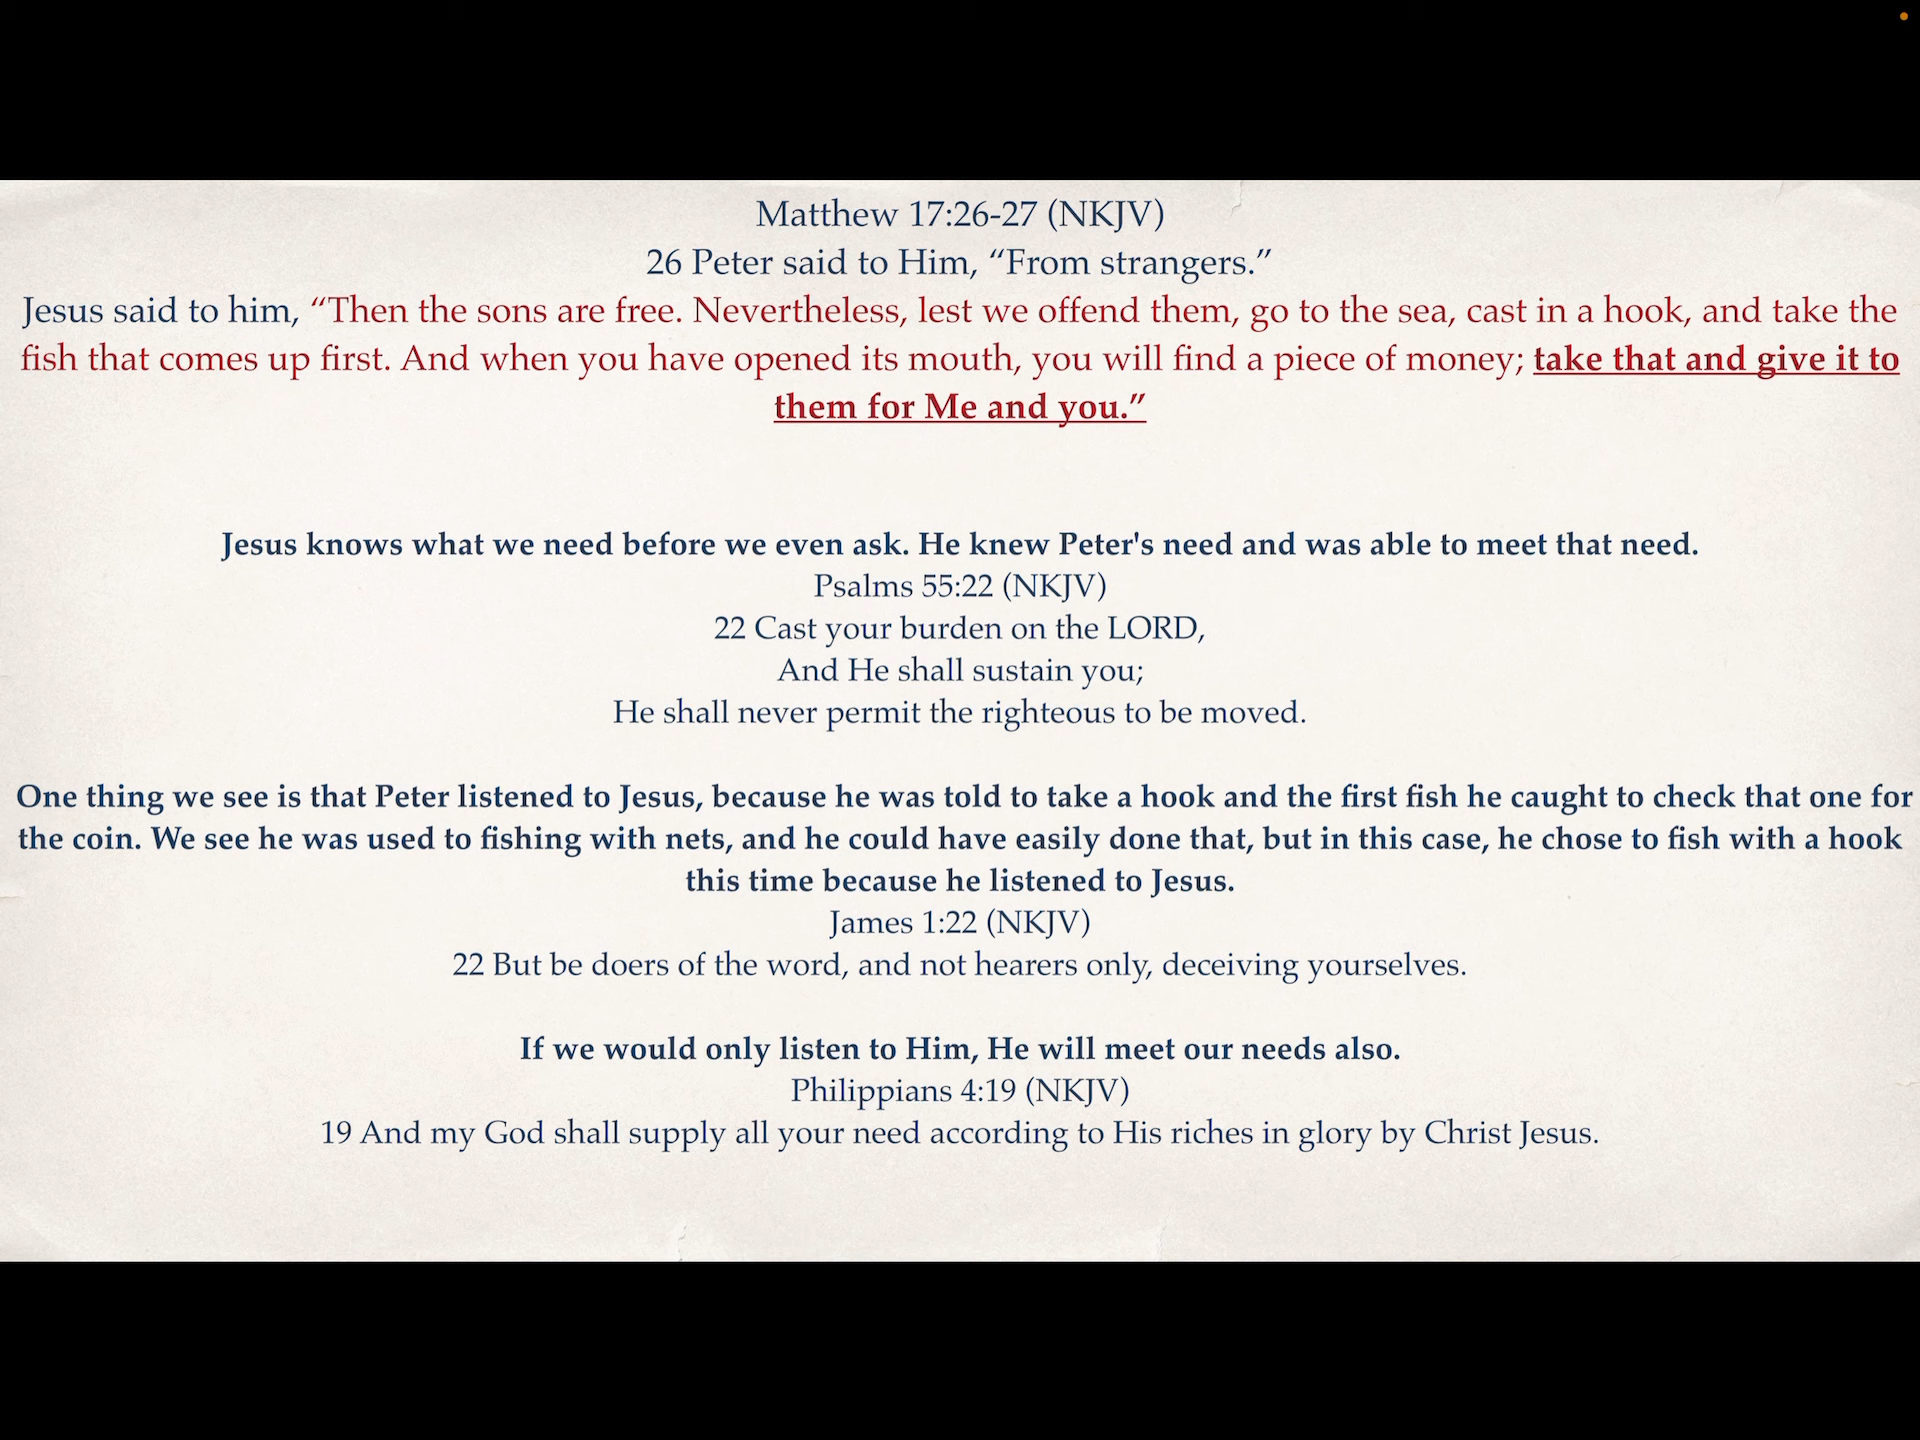 Matthew 17:26-27 (NKJV)
26 Peter said to Him, “From strangers.”
Jesus said to him, “Then the sons are free. Nevertheless, lest we offend them, go to the sea, cast in a hook, and take the
fish that comes up first. And when you have opened its mouth, you will find a piece of money; take that and give it to
them for Me and you.”
Jesus knows what we need before we even ask. He knew Peter's need and was able to meet that need.
Psalms 55:22 (NKJV)
22 Cast your burden on the LORD,
And He shall sustain you;
He shall never permit the righteous to be moved.
One thing we see is that Peter listened to Jesus, because he was told to take a hook and the first fish he caught to check that one for
the coin. We see he was used to fishing with nets, and he could have easily done that, but in this case, he chose to fish with a hook
this time because he listened to Jesus.
James 1:22 (NKJV)
22 But be doers of the word, and not hearers only, deceiving yourselves.
If we would only listen to Him, He will meet our needs also.
Philippians 4:19 (NKJV)
19 And my God shall supply all your need according to His riches in glory by Christ Jesus.